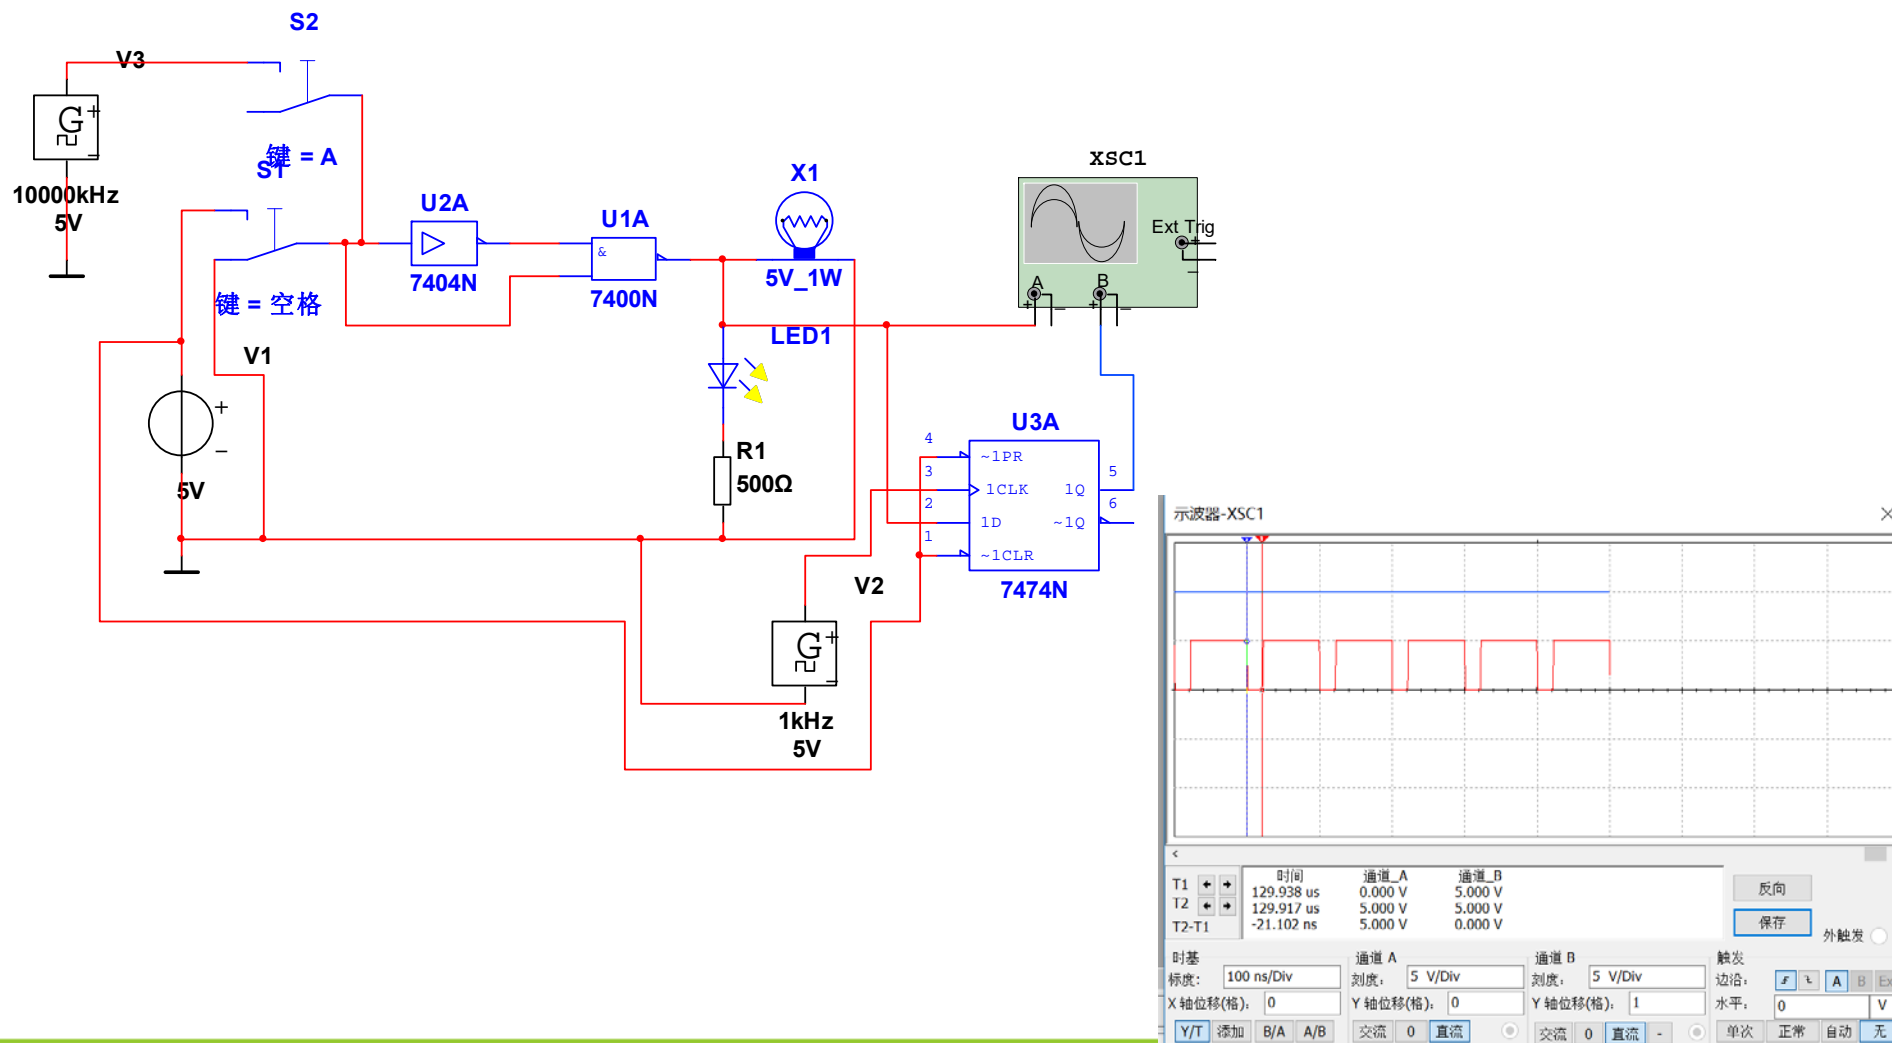 S2
V3
G
+
−
键 = A
S1
10000kHz
5V
U2A
7404N
U1A
&
7400N
X1
5V_1W
XSC1
Ext Trig
+
−
A
B
+
−
+
−
键 = 空格
V1
+
−
5V
LED1
R1
500Ω
U3A
4
~1PR
3
1CLK
1Q
5
2
1D
~1Q
6
1
~1CLR
7474N
V2
G
+
−
1kHz
5V
示波器-XSC1
时间 通道_A 通道_B
T1 129.938 us 0.000 V 5.000 V
T2 129.917 us 5.000 V 5.000 V
T2-T1 -21.102 ns 5.000 V 0.000 V
反向
保存
外触发
时基 通道 A 通道 B 触发
标度: 100 ns/Div 刻度: 5 V/Div 刻度: 5 V/Div 边沿: A B Ex
X 轴位移(格): 0 Y 轴位移(格): 0 Y 轴位移(格): 1 水平: 0 V
Y/T 添加 B/A A/B 交流 0 直流 交流 0 直流 - 单次 正常 自动 无